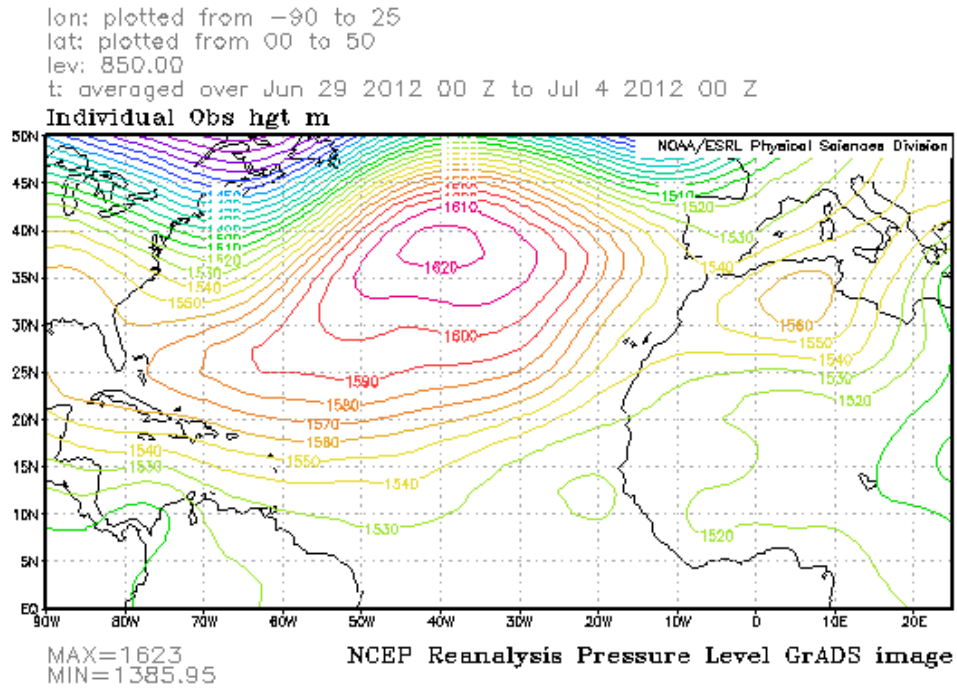 lon: plotted from -90 to 25
lat: plotted from 00 to 50
lev: 850.00
t: averaged over Jun 29 2012 00 Z to Jul 4 2012 00 Z
Individual Obs hgt m
50N
NOAA/ESRL Physical Sciences Division
45N
1510
1610
1520
40N
1510
1530
1520
1620
1540
35N
1530
1540
1550
1560
30N
1600
1550
1540
25N
1590
1530
1580
1520
20N
1570
1560
1540
1550
15N
1530
1540
10N
1530
1520
5N
EQ
90W 80W 70W 60W 50W 40W 30W 20W 10W 0 10E 20E
MAX=1623
MIN=1385.95
NCEP Reanalysis Pressure Level GrADS image